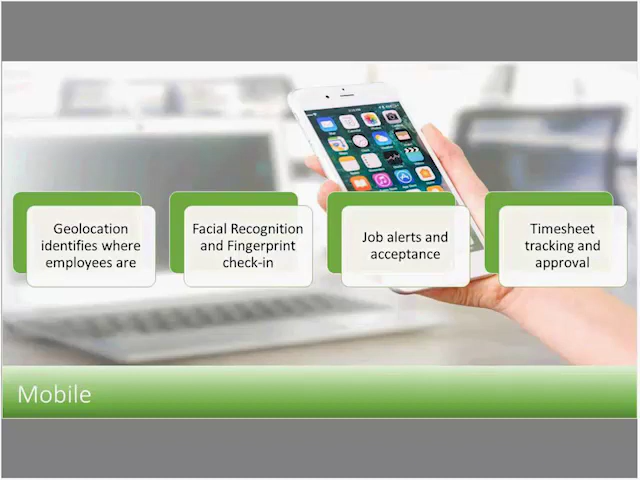 Geolocation
identifies where
employees are
Facial Recognition
and Fingerprint
check-in
Job alerts and
acceptance
Timesheet
tracking and
approval
Mobile